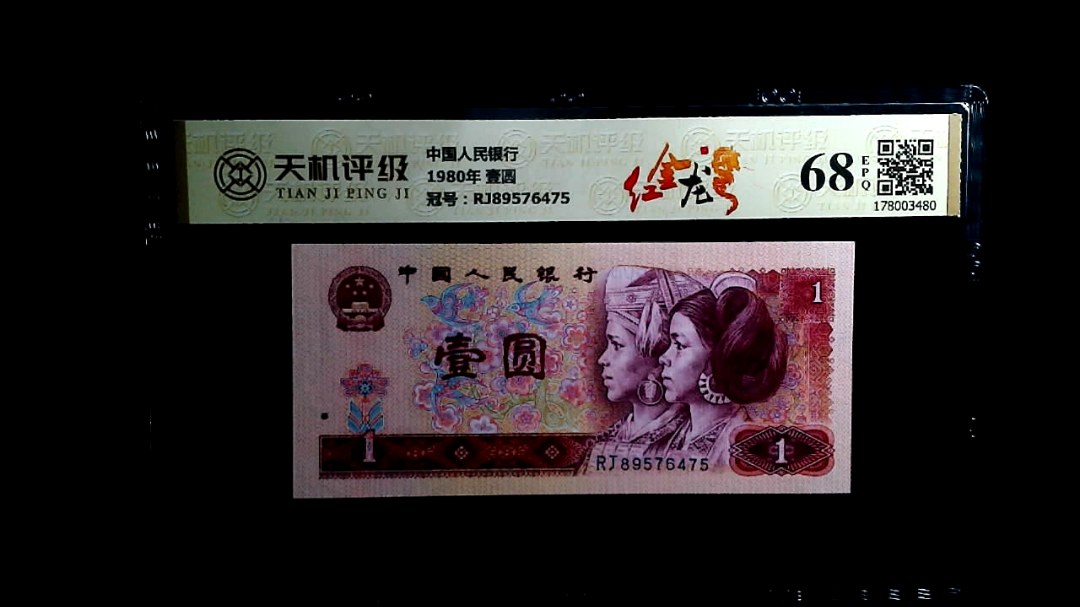 天机评级
TIAN JI PING JI
中国人民银行
1980年 壹圆
冠号：RJ89576475
红金龙
68
EPQ
178003480
中国人民银行
1
壹圆
1
RJ89576475
1